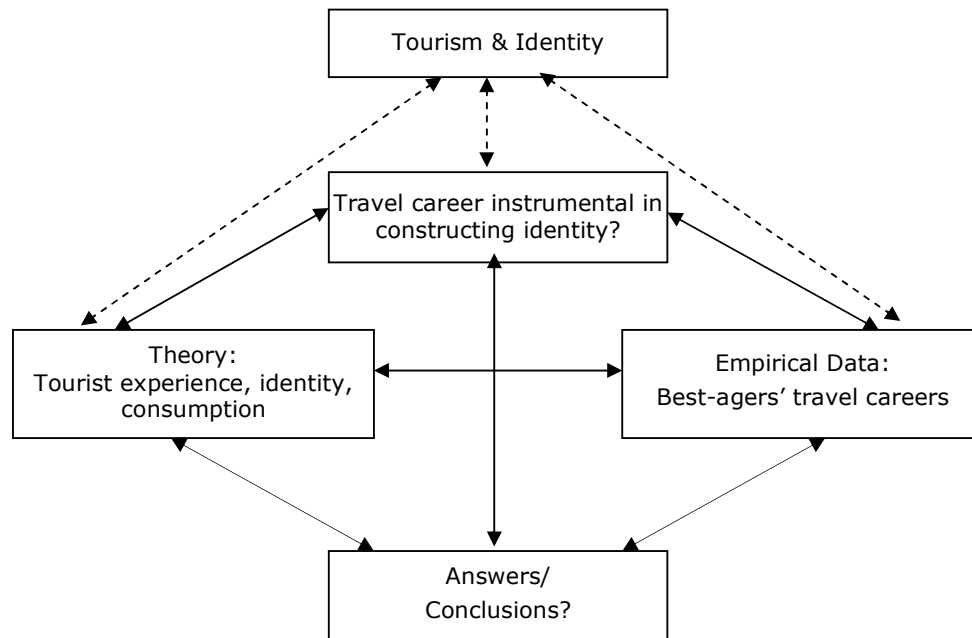 Tourism & Identity
Travel career instrumental in
constructing identity?
Theory:
Tourist experience, identity,
consumption
Empirical Data:
Best-agers’ travel careers
Answers/
Conclusions?